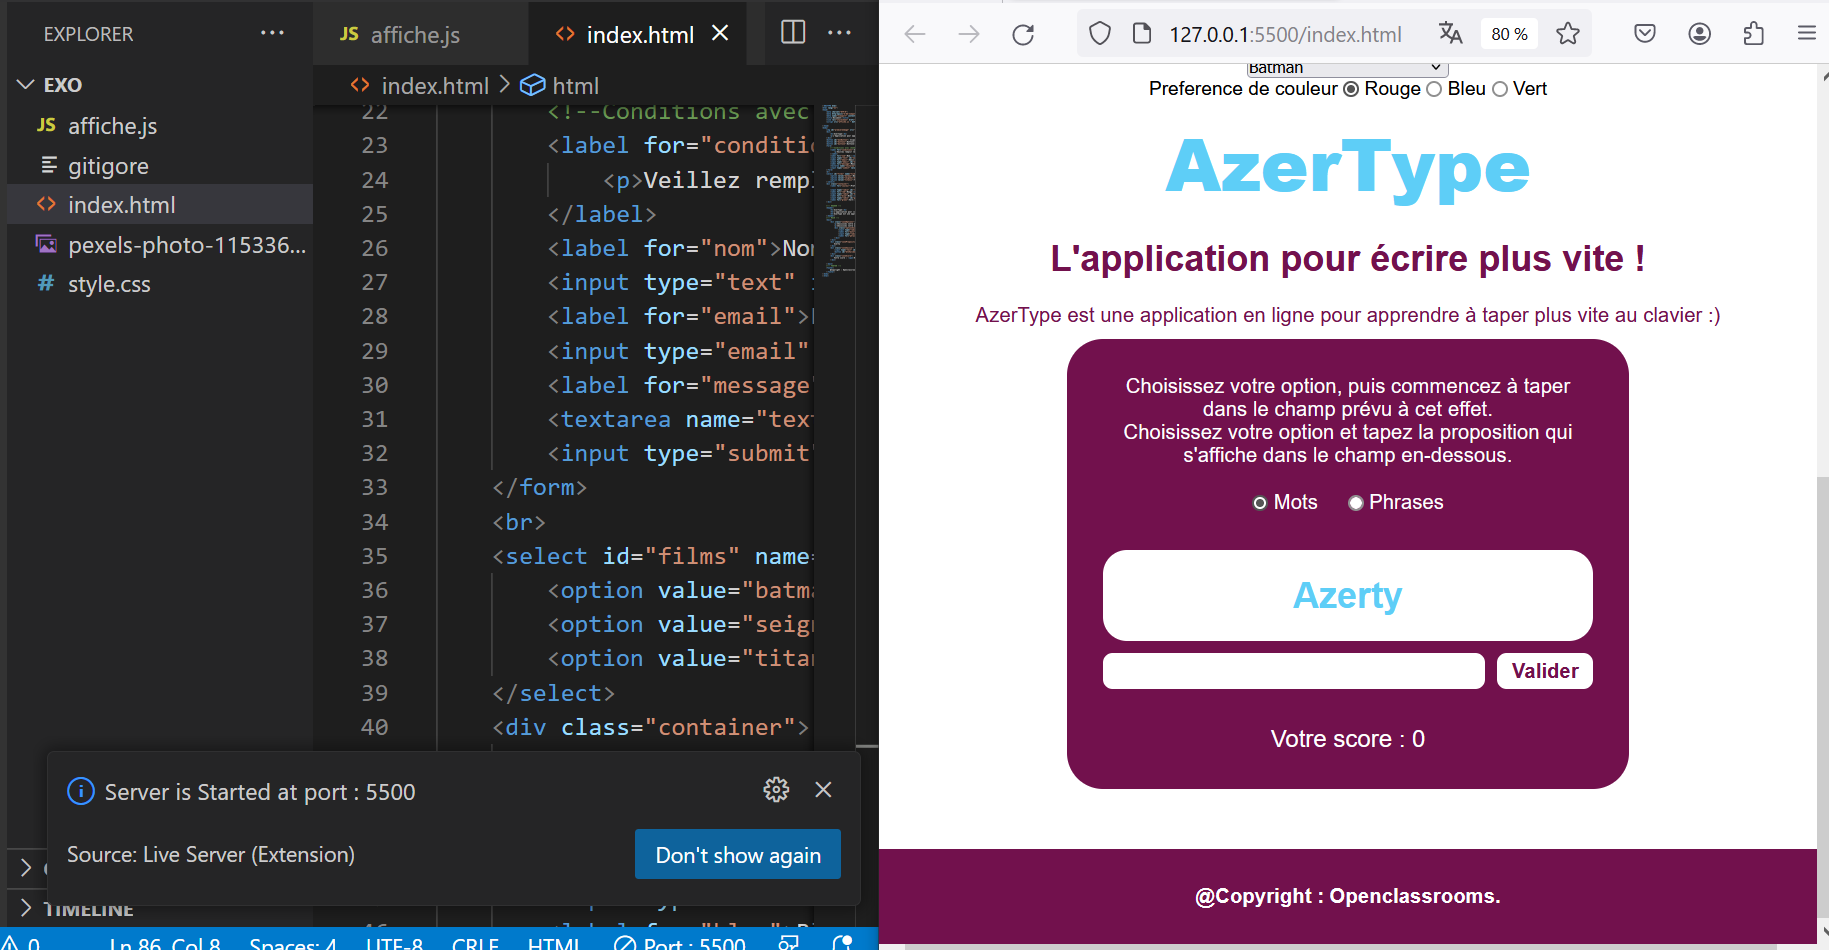 EXPLORER
EXO
affiche.js
gitigore
index.html
pexels-photo-115336...
style.css
TIMELINE
JS affiche.js
index.html
index.html > html
22 <!--Conditions avec
23 <label for="conditi
24 <p>Veillez remp
25 </label>
26 <label for="nom">No
27 <input type="text"
28 <label for="email">
29 <input type="email"
30 <label for="message
31 <textarea name="tex
32 <input type="submit
33 </form>
34 <br>
35 <select id="films" name
36 <option value="batm
37 <option value="seig
38 <option value="tita
39 </select>
40 <div class="container">
Server is Started at port : 5500
Source: Live Server (Extension)
Don't show again
0 Ln 86, Col 8 Spaces: 4 UTF-8 CRLF HTML Port : 5500
127.0.0.1:5500/index.html
80 %
Batman
Preference de couleur Rouge Bleu Vert
AzerType
L'application pour écrire plus vite !
AzerType est une application en ligne pour apprendre à taper plus vite au clavier :)
Choisissez votre option, puis commencez à taper
dans le champ prévu à cet effet.
Choisissez votre option et tapez la proposition qui
s'affiche dans le champ en-dessous.
Mots Phrases
Azerty
Valider
Votre score : 0
@Copyright : Openclassrooms.